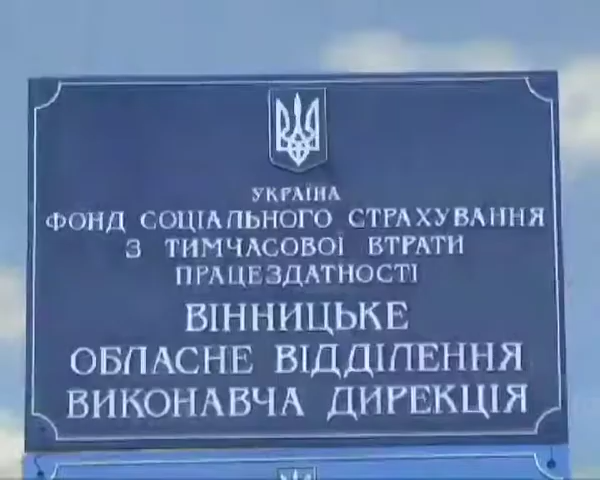 УКРАЇНА
ФОНД СОЦІАЛЬНОГО СТРАХУВАННЯ
З ТИМЧАСОВОЇ ВТРАТИ
ПРАЦЕЗДАТНОСТІ
ВІННИЦЬКЕ
ОБЛАСНЕ ВІДДІЛЕННЯ
ВИКОНАВЧА ДИРЕКЦІЯ